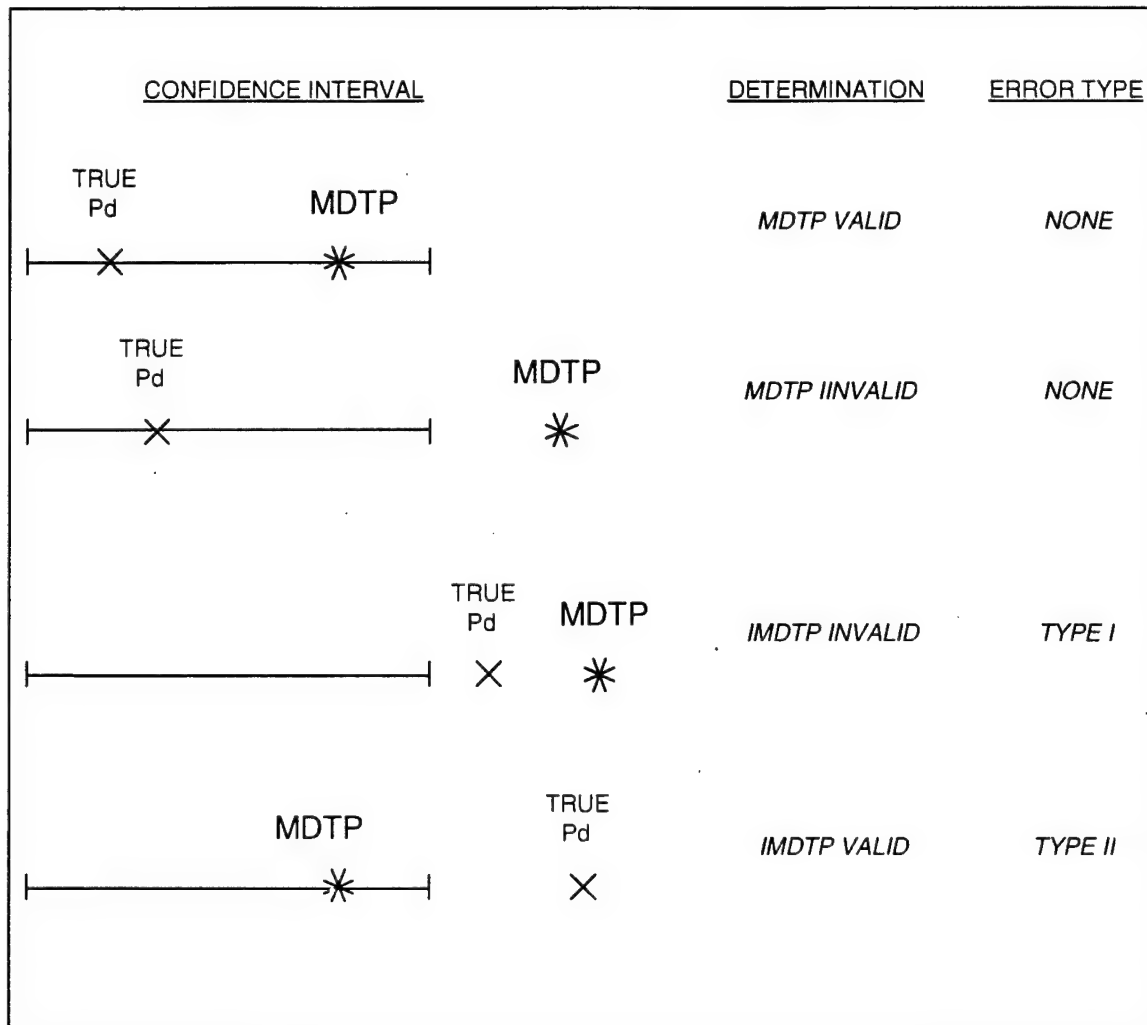 CONFIDENCE INTERVAL DETERMINATION ERROR TYPE
TRUE
Pd
MDTP
MDTP VALID
NONE
TRUE
Pd
MDTP
MDTP IINVALID
NONE
TRUE
Pd
MDTP
IMDTP INVALID
TYPE I
MDTP
TRUE
Pd
IMDTP VALID
TYPE II